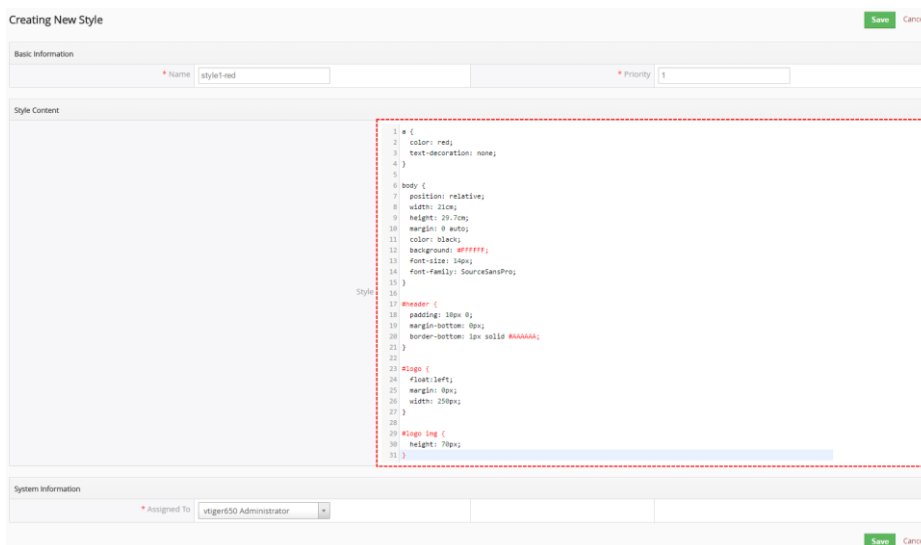 Creating New Style
Save Canc
Basic Information
* Name style1-red * Priority 1
Style Content
Style
1 a {
2 color: red;
3 text-decoration: none;
4 }
5
6 body {
7 position: relative;
8 width: 21cm;
9 height: 29.7cm;
10 margin: 0 auto;
11 color: black;
12 background: #FFFFFF;
13 font-size: 14px;
14 font-family: SourceSansPro;
15 }
16
17 #header {
18 padding: 10px 0;
19 margin-bottom: 0px;
20 border-bottom: 1px solid #AAAAAA;
21 }
22
23 #logo {
24 float:left;
25 margin: 0px;
26 width: 250px;
27 }
28
29 #logo img {
30 height: 70px;
31 }
System Information
* Assigned To vtiger650 Administrator
Save Canc